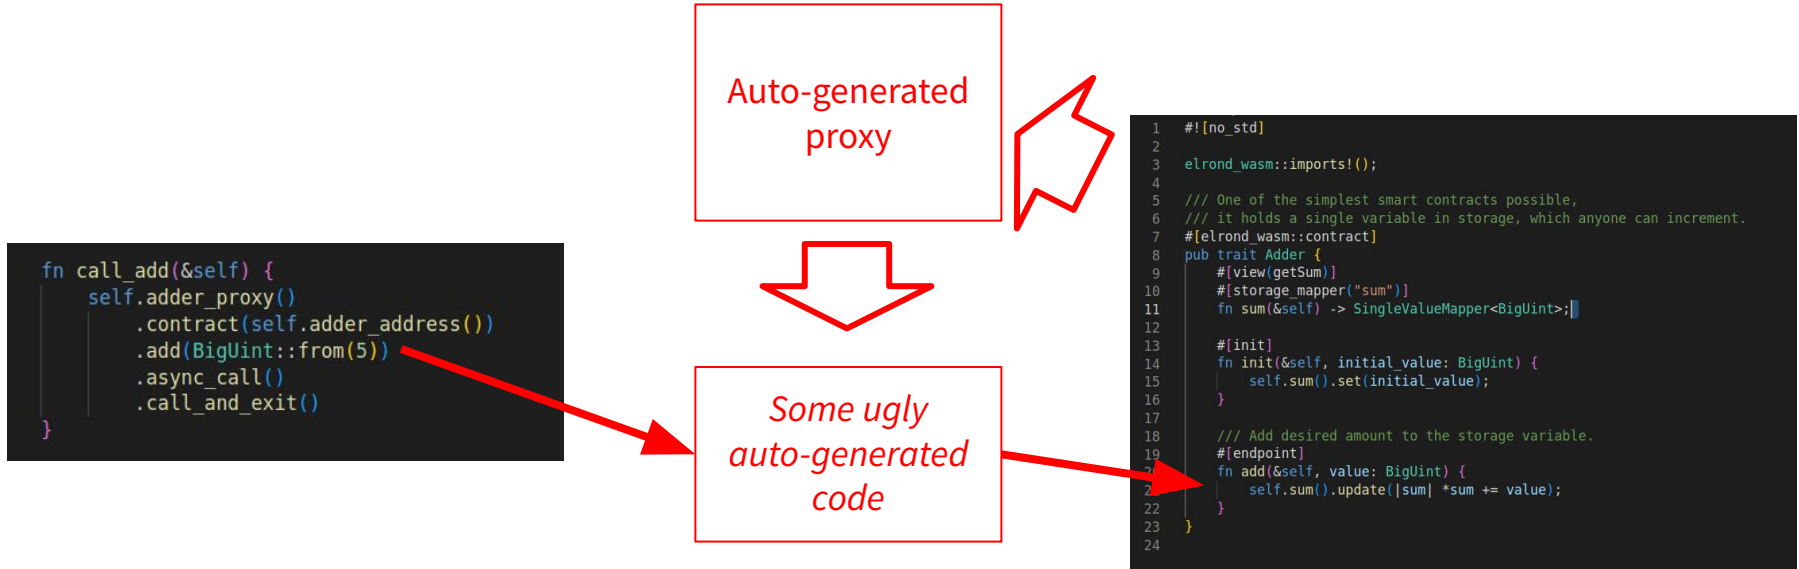 Auto-generated
proxy
fn call_add(&self) {
self.adder_proxy()
.contract(self.adder_address())
.add(BigUint::from(5))
.async_call()
.call_and_exit()
}
Some ugly
auto-generated
code
1 #![no_std]
2
3 elrond_wasm::imports!();
4
5 /// One of the simplest smart contracts possible,
6 /// it holds a single variable in storage, which anyone can increment.
7 #[elrond_wasm::contract]
8 pub trait Adder {
9 #[view(getSum)]
10 #[storage_mapper("sum")]
11 fn sum(&self) -> SingleValueMapper<BigUint>;
12
13 #[init]
14 fn init(&self, initial_value: BigUint) {
15 self.sum().set(initial_value);
16 }
17
18 /// Add desired amount to the storage variable.
19 #[endpoint]
fn add(&self, value: BigUint) {
self.sum().update(|sum| *sum += value);
22 }
23 }
24